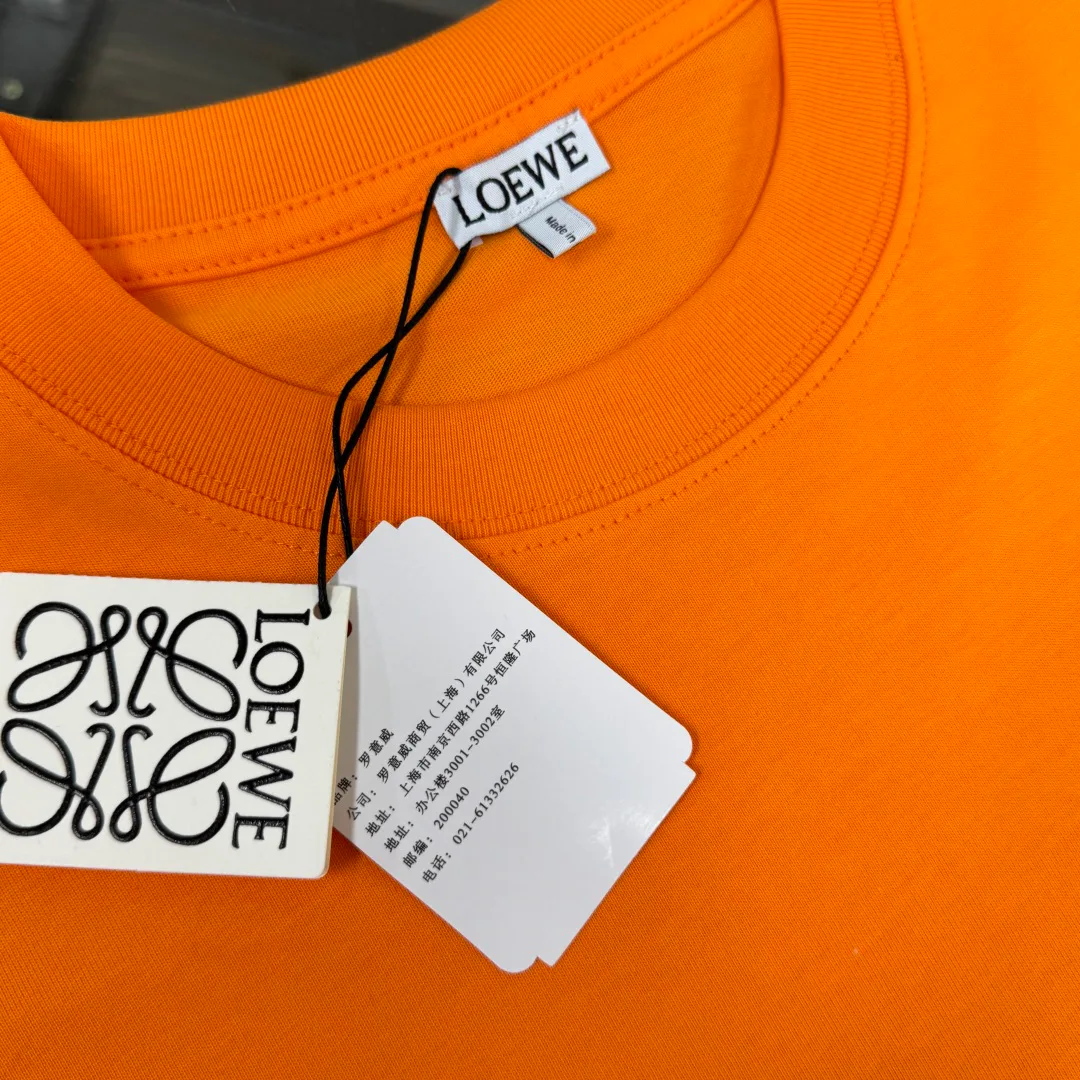 LOEWE
Made in
LOEWE
品牌：罗意威
公司：罗意威商贸（上海）有限公司
地址：上海市南京西路1266号恒隆广场
地址：办公楼3001-3002室
邮编：200040
电话：021-61332626